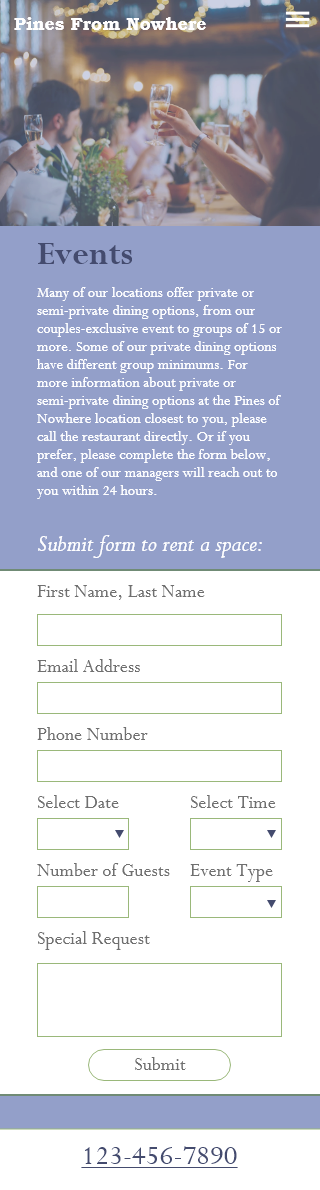 Pines From Nowhere
Events
Many of our locations offer private or
semi-private dining options, from our
couples-exclusive event to groups of 15 or
more. Some of our private dining options
have different group minimums. For
more information about private or
semi-private dining options at the Pines of
Nowhere location closest to you, please
call the restaurant directly. Or if you
prefer, please complete the form below,
and one of our managers will reach out to
you within 24 hours.
Submit form to rent a space:
First Name, Last Name
Email Address
Phone Number
Select Date Select Time
Number of Guests Event Type
Special Request
Submit
123-456-7890